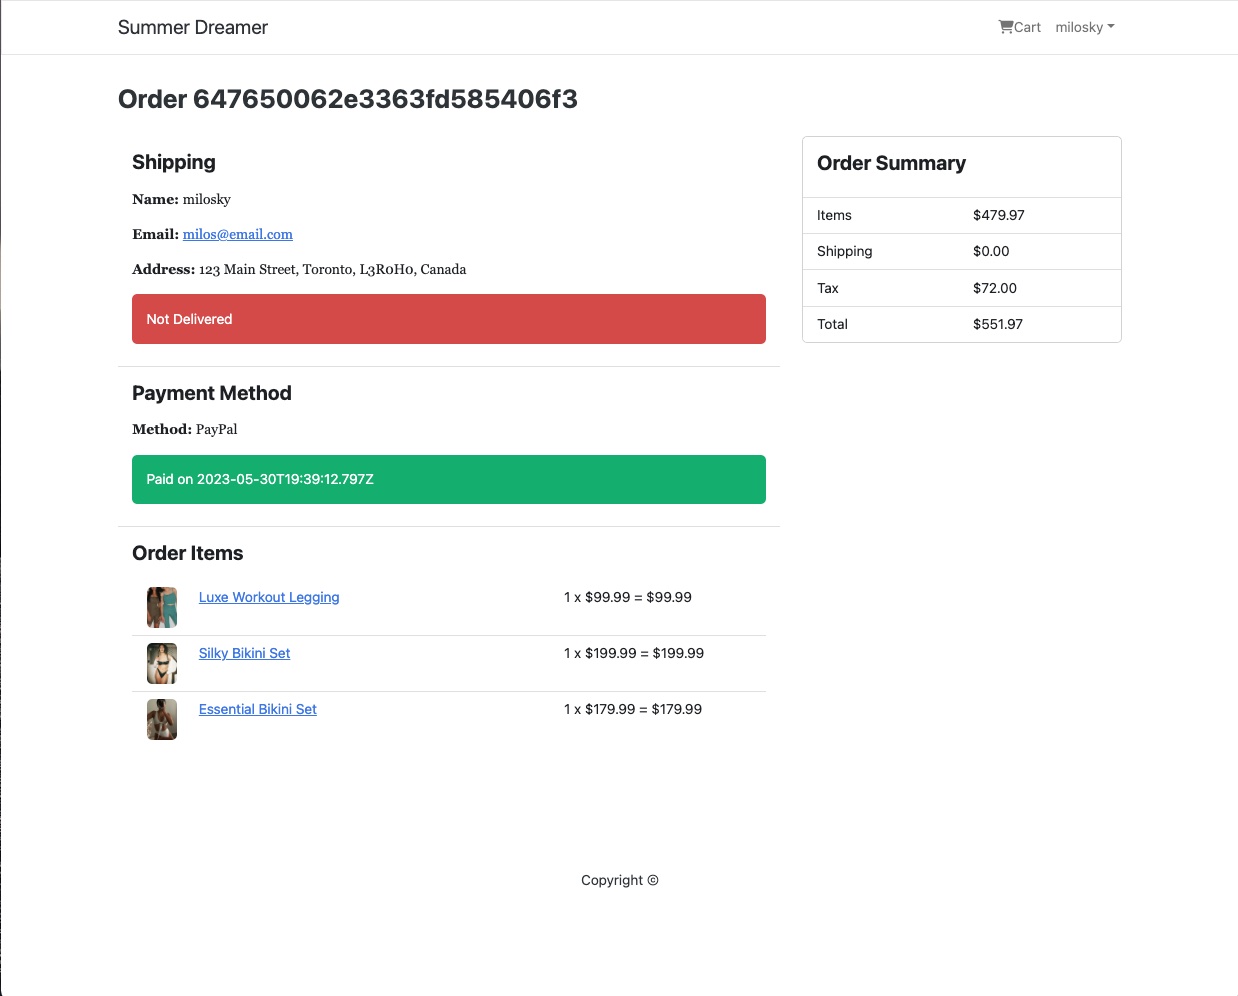 Summer Dreamer
Cart milosky
Order 647650062e3363fd585406f3
Shipping
Name: milosky
Email: milos@email.com
Address: 123 Main Street, Toronto, L3R0H0, Canada
Not Delivered
Payment Method
Method: PayPal
Paid on 2023-05-30T19:39:12.797Z
Order Items
Luxe Workout Legging 1 x $99.99 = $99.99
Silky Bikini Set 1 x $199.99 = $199.99
Essential Bikini Set 1 x $179.99 = $179.99
Order Summary
Items $479.97
Shipping $0.00
Tax $72.00
Total $551.97
Copyright ©